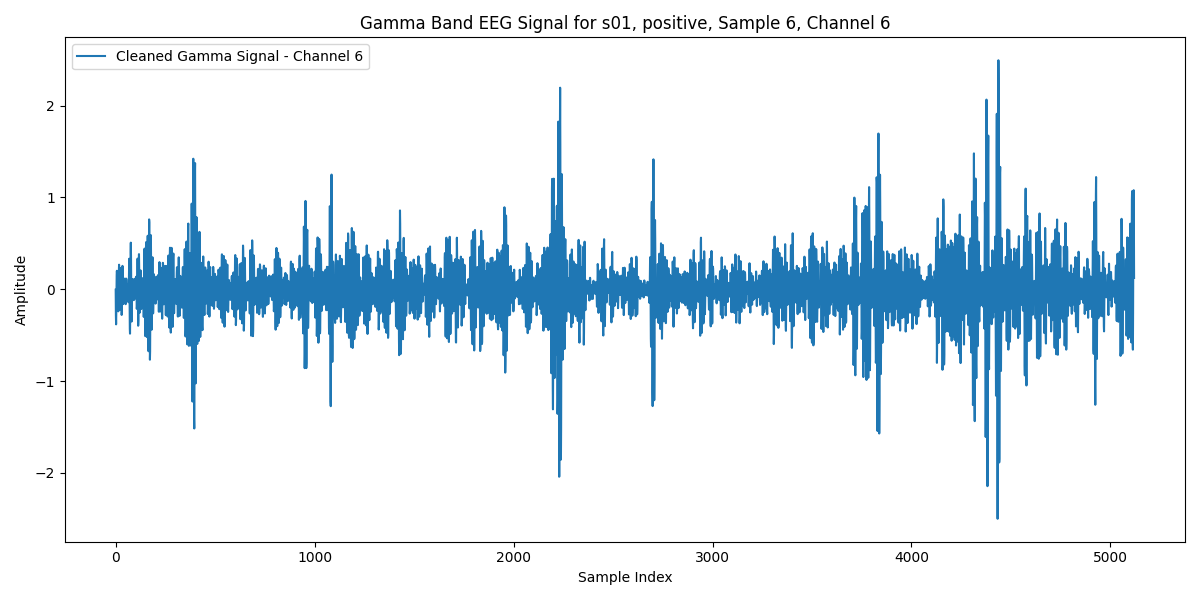 Gamma Band EEG Signal for s01, positive, Sample 6, Channel 6
Cleaned Gamma Signal - Channel 6
Amplitude
2
1
0
−1
−2
0 1000 2000 3000 4000 5000
Sample Index